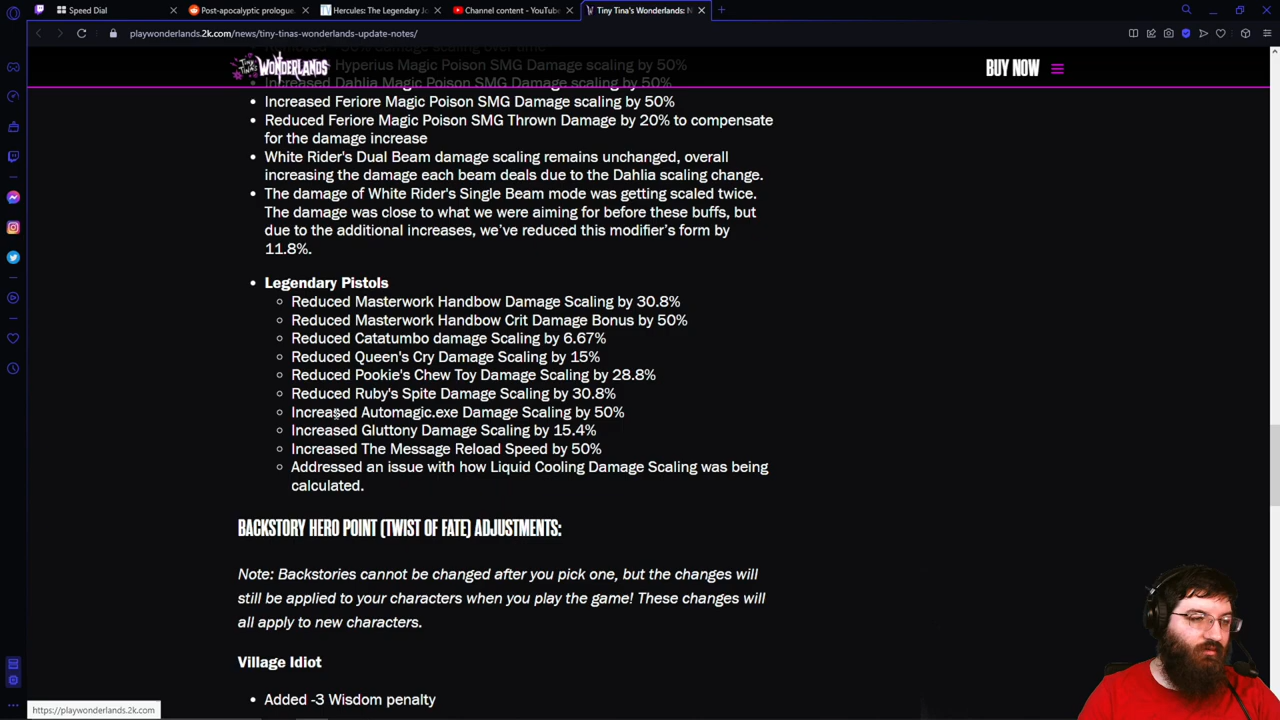 Speed Dial
Post-apocalyptic prologue.
Hercules: The Legendary Jo
Channel content - YouTube
Tiny Tina's Wonderlands: N
playwonderlands.2k.com/news/tiny-tinas-wonderlands-update-notes/
WONDERLANDS
BUY NOW
Hyperius Magic Poison SMG Damage scaling by 50%
Increased Dahlia Magic Poison SMG Damage scaling by 50%
• Increased Feriore Magic Poison SMG Damage scaling by 50%
• Reduced Feriore Magic Poison SMG Thrown Damage by 20% to compensate
for the damage increase
• White Rider's Dual Beam damage scaling remains unchanged, overall
increasing the damage each beam deals due to the Dahlia scaling change.
• The damage of White Rider's Single Beam mode was getting scaled twice.
The damage was close to what we were aiming for before these buffs, but
due to the additional increases, we've reduced this modifier's form by
11.8%.
• Legendary Pistols
○ Reduced Masterwork Handbow Damage Scaling by 30.8%
○ Reduced Masterwork Handbow Crit Damage Bonus by 50%
○ Reduced Catatumbo damage Scaling by 6.67%
○ Reduced Queen's Cry Damage Scaling by 15%
○ Reduced Pookie's Chew Toy Damage Scaling by 28.8%
○ Reduced Ruby's Spite Damage Scaling by 30.8%
○ Increased Automagic.exe Damage Scaling by 50%
○ Increased Gluttony Damage Scaling by 15.4%
○ Increased The Message Reload Speed by 50%
○ Addressed an issue with how Liquid Cooling Damage Scaling was being
calculated.
BACKSTORY HERO POINT (TWIST OF FATE) ADJUSTMENTS:
Note: Backstories cannot be changed after you pick one, but the changes will
still be applied to your characters when you play the game! These changes will
all apply to new characters.
Village Idiot
• Added -3 Wisdom penalty
https://playwonderlands.2k.com